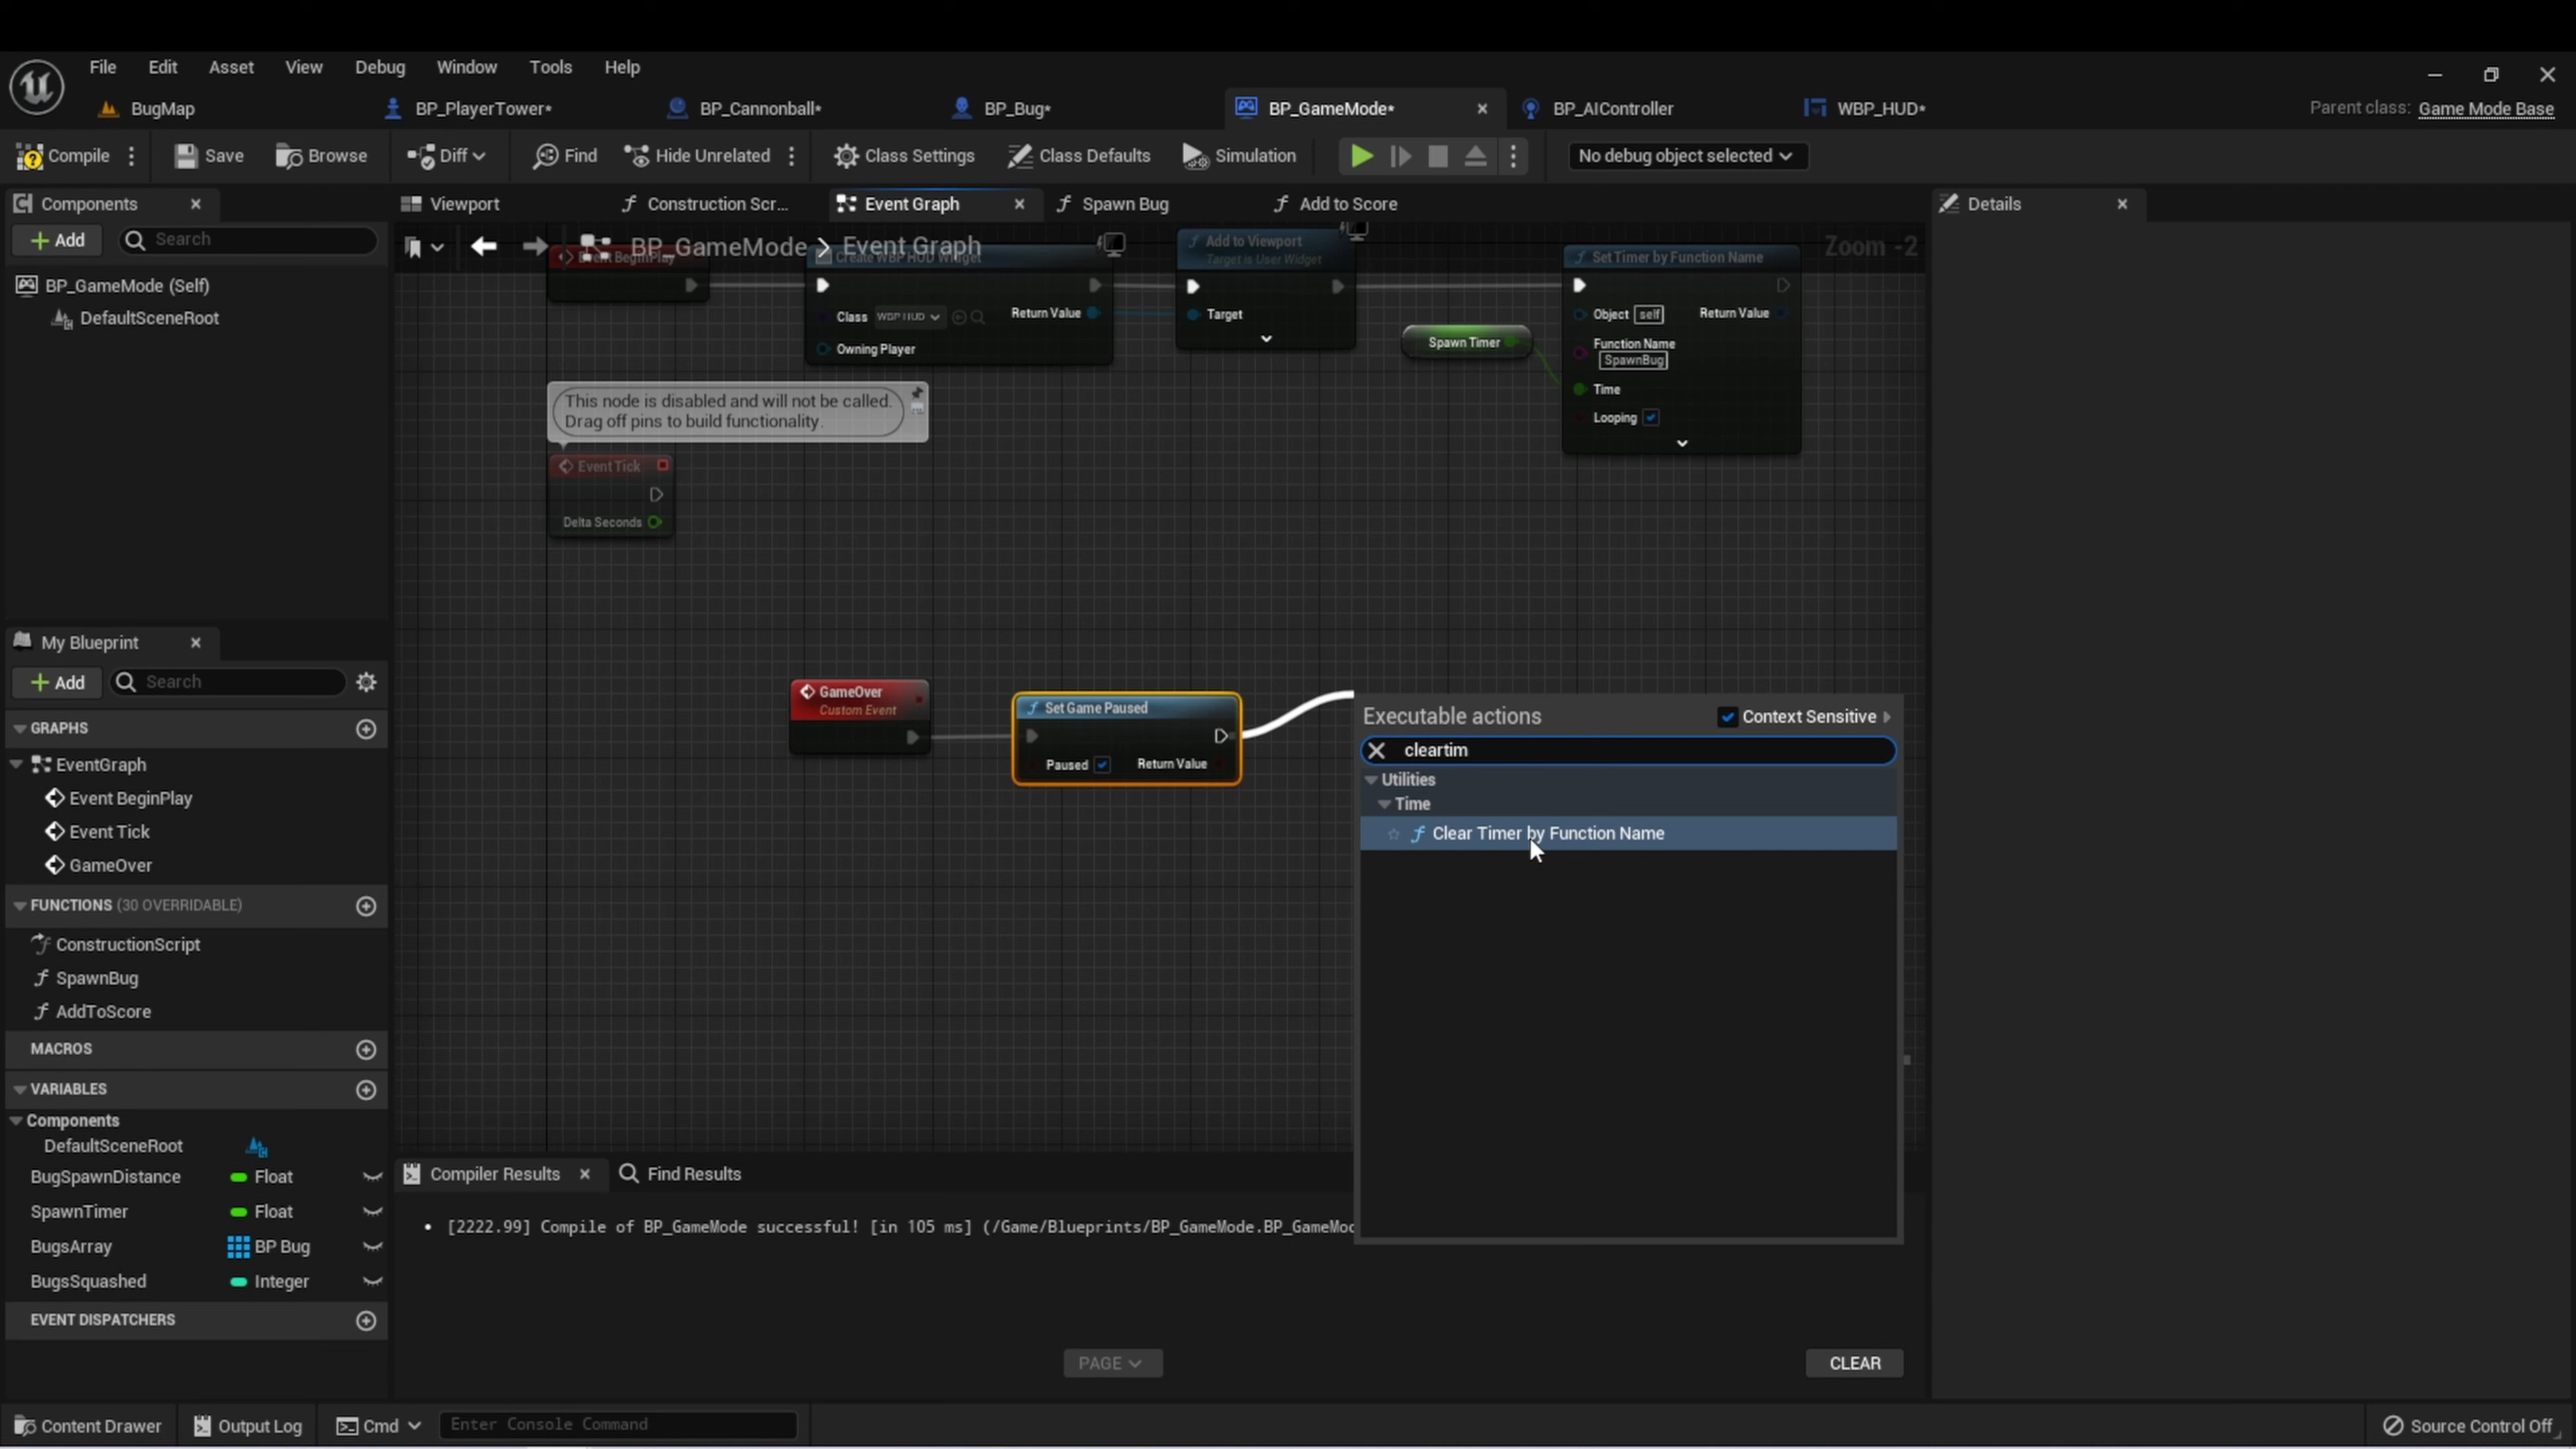 File Edit Asset View Debug Window Tools Help
BugMap BP_PlayerTower* BP_Cannonball* BP_Bug* BP_GameMode* BP_AIController WBP_HUD* Parent class: Game Mode Base
Compile Save Browse Diff Find Hide Unrelated Class Settings Class Defaults Simulation No debug object selected
Components Viewport Construction Scr... Event Graph Spawn Bug Add to Score Details
Add Search
BP_GameMode > Event Graph Zoom -2
BP_GameMode (Self)
DefaultSceneRoot
Event BeginPlay
Create WBP HUD Widget
Class WBP HUD Return Value
Owning Player
Add to Viewport
Target is User Widget
Target
Spawn Timer
Set Timer by Function Name
Object self Return Value
Function Name
SpawnBug
Time
Looping
This node is disabled and will not be called.
Drag off pins to build functionality.
Event Tick
Delta Seconds
My Blueprint
Add Search
GRAPHS
EventGraph
Event BeginPlay
Event Tick
GameOver
FUNCTIONS (30 OVERRIDABLE)
ConstructionScript
SpawnBug
AddToScore
MACROS
VARIABLES
Components
DefaultSceneRoot
BugSpawnDistance Float
SpawnTimer Float
BugsArray BP Bug
BugsSquashed Integer
EVENT DISPATCHERS
GameOver
Custom Event
Set Game Paused
Paused Return Value
Executable actions Context Sensitive
cleartim
Utilities
Time
Clear Timer by Function Name
Compiler Results Find Results
[2222.99] Compile of BP_GameMode successful! [in 105 ms] (/Game/Blueprints/BP_GameMode.BP_GameMod
PAGE CLEAR
Content Drawer Output Log Cmd Enter Console Command Source Control Off